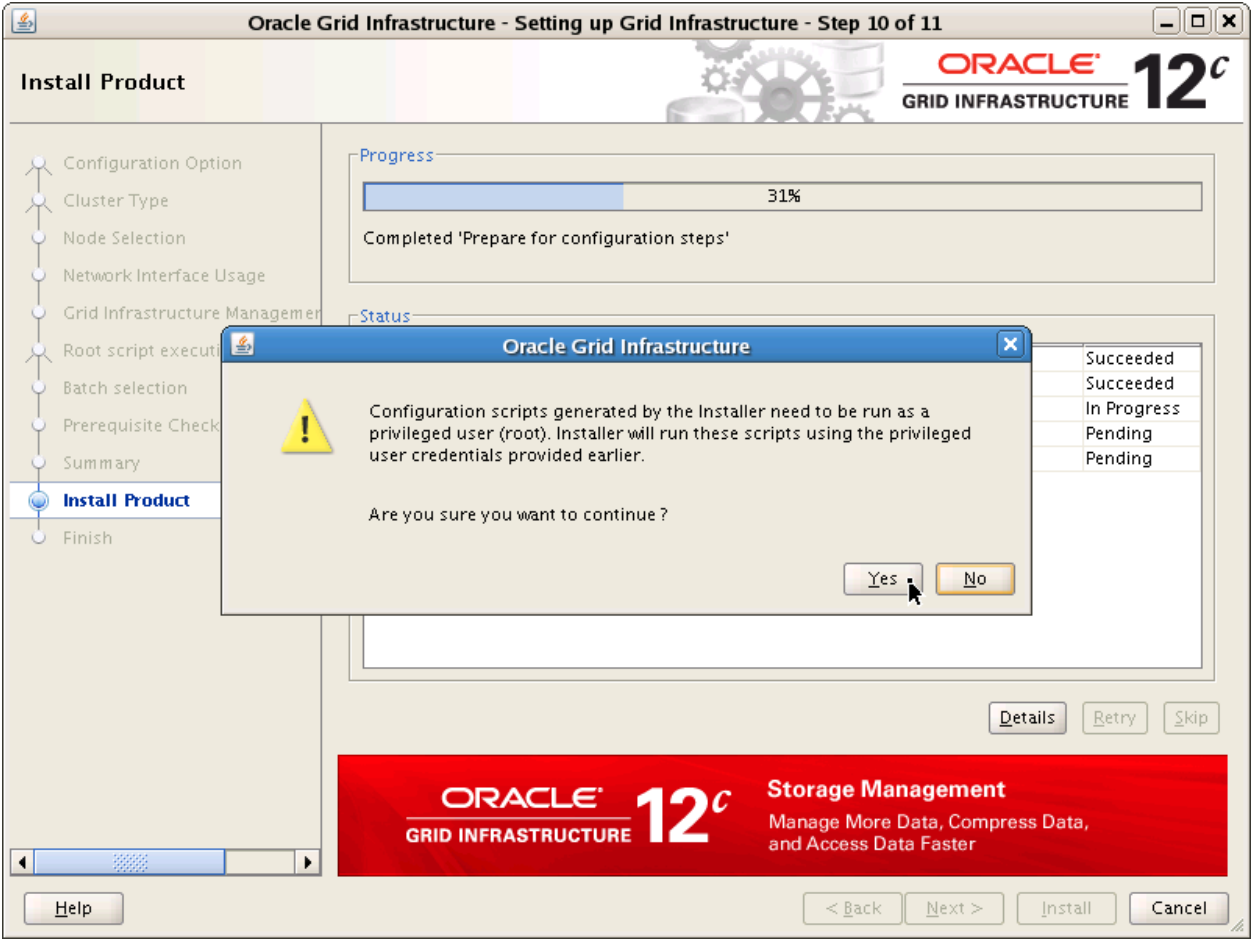 Oracle Grid Infrastructure - Setting up Grid Infrastructure - Step 10 of 11
Install Product
ORACLE
GRID INFRASTRUCTURE
12c
Configuration Option
Cluster Type
Node Selection
Network Interface Usage
Grid Infrastructure Managemer
Root script executi
Batch selection
Prerequisite Check
Summary
Install Product
Finish
Progress
31%
Completed 'Prepare for configuration steps'
Status
Succeeded
Succeeded
In Progress
Pending
Pending
Oracle Grid Infrastructure
Configuration scripts generated by the Installer need to be run as a
privileged user (root). Installer will run these scripts using the privileged
user credentials provided earlier.
Are you sure you want to continue?
Yes
No
Details
Retry
Skip
ORACLE
GRID INFRASTRUCTURE
12c
Storage Management
Manage More Data, Compress Data,
and Access Data Faster
Help
< Back
Next >
Install
Cancel